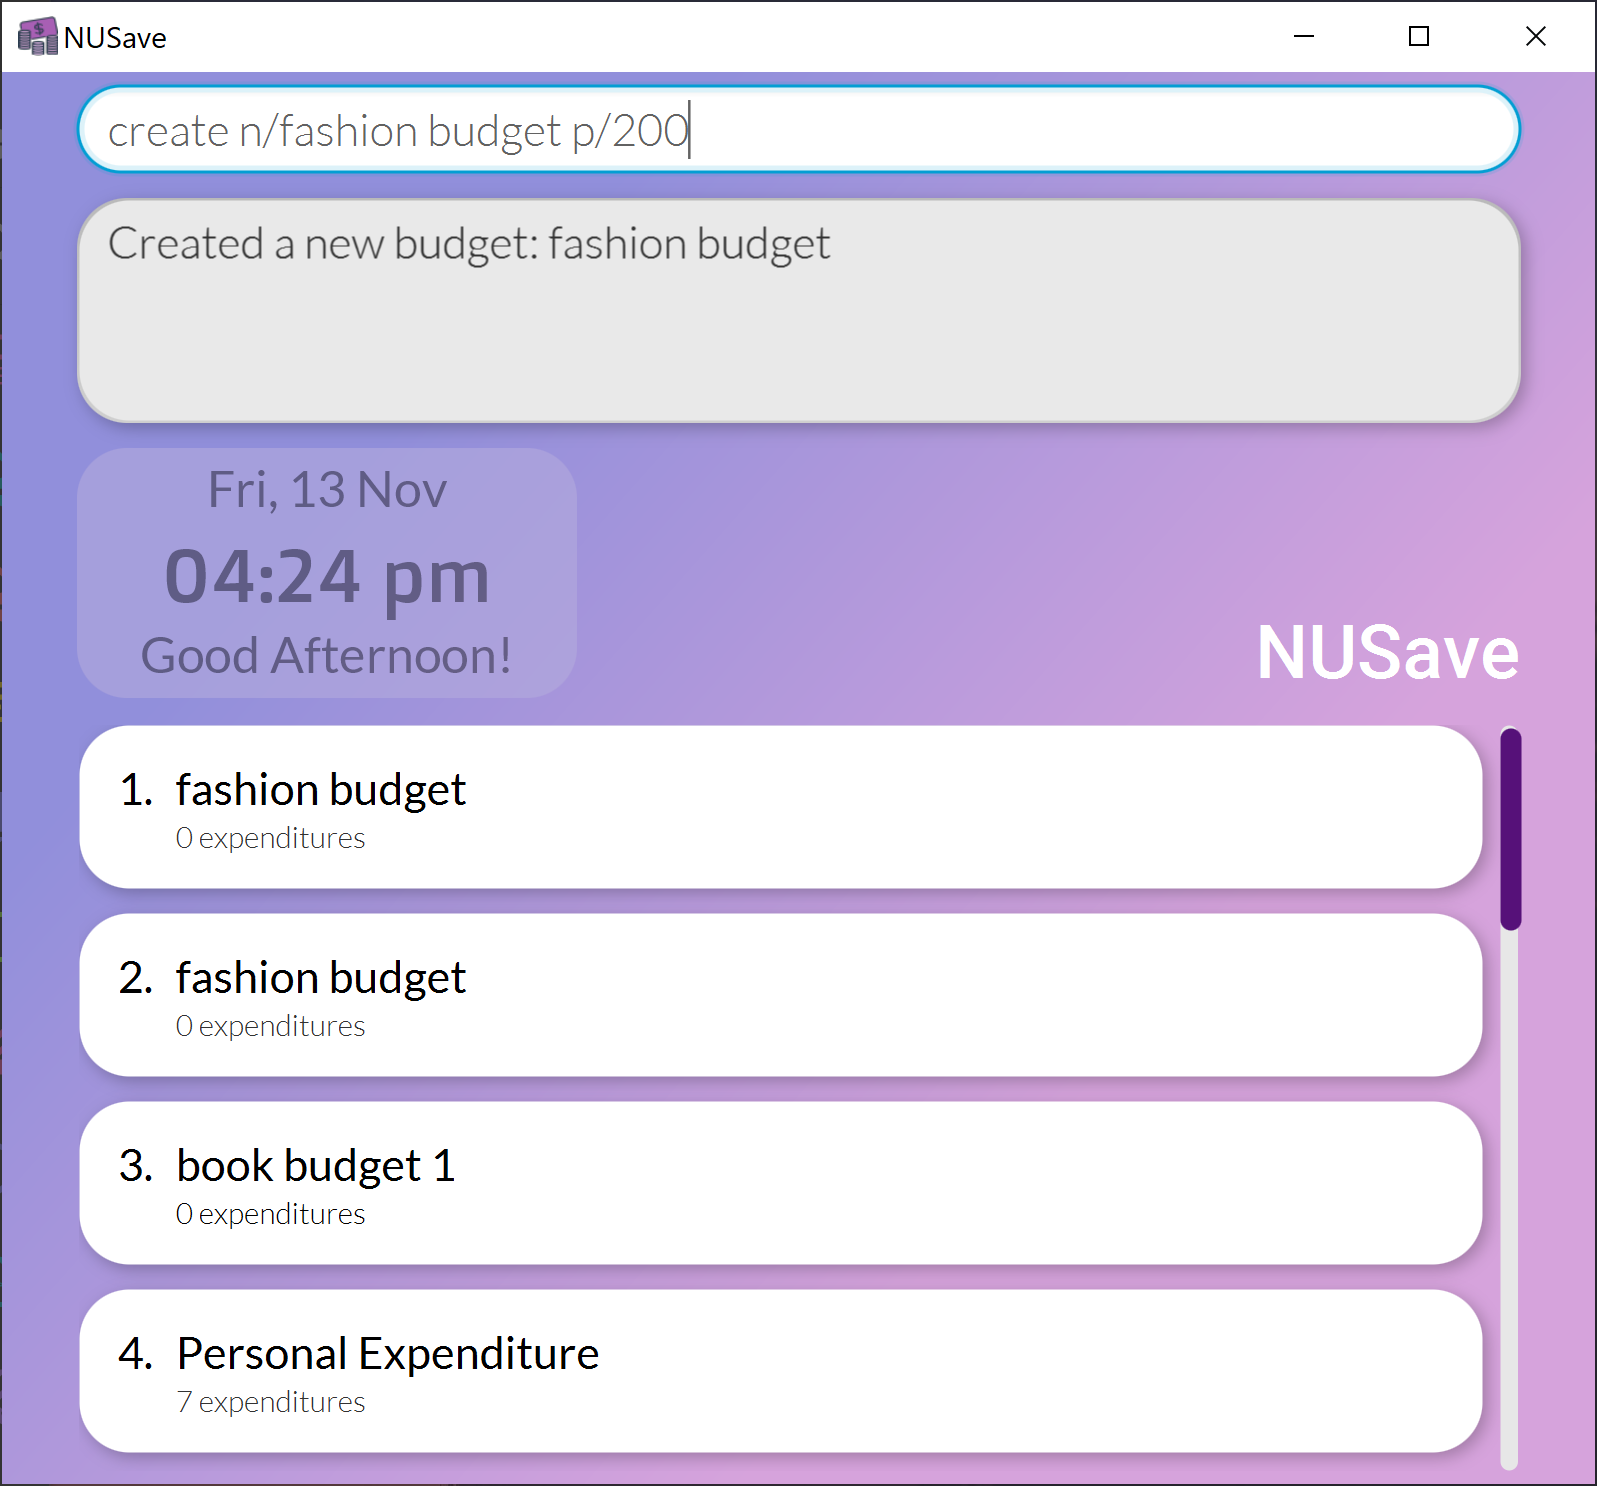 NUSave
create n/fashion budget p/200
Created a new budget: fashion budget
Fri, 13 Nov
04:24 pm
Good Afternoon!
NUSave
1. fashion budget
0 expenditures
2. fashion budget
0 expenditures
3. book budget 1
0 expenditures
4. Personal Expenditure
7 expenditures